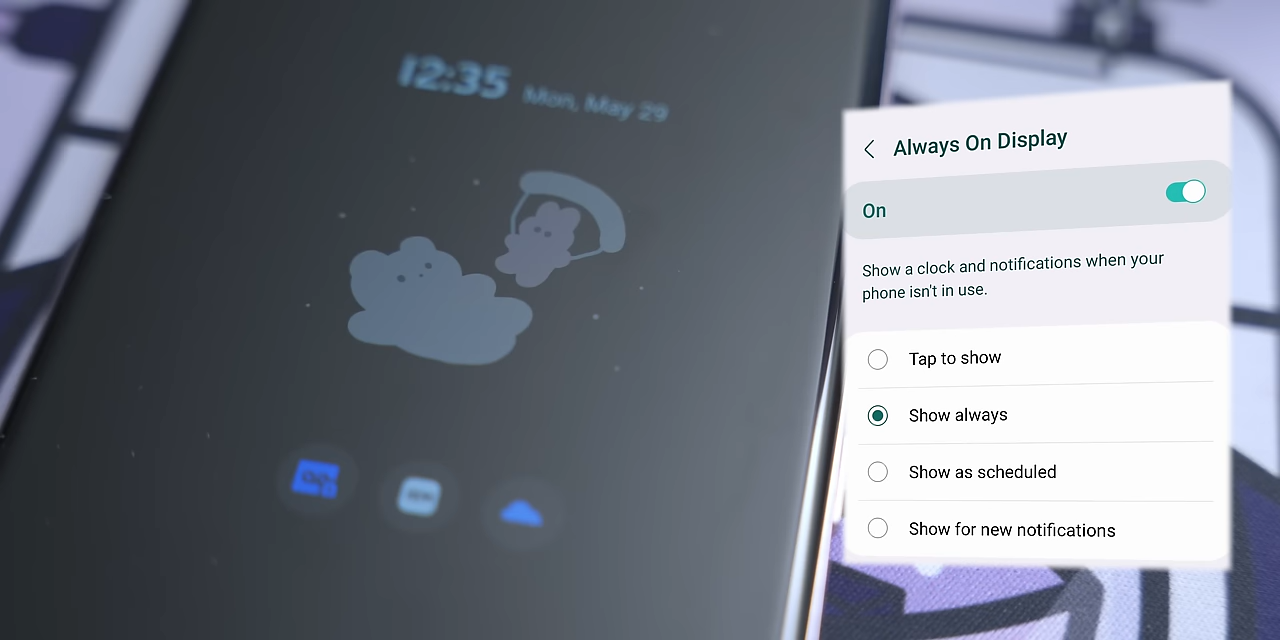 12:35 Mon, May 29
Always On Display
On
Show a clock and notifications when your
phone isn't in use.
Tap to show
Show always
Show as scheduled
Show for new notifications